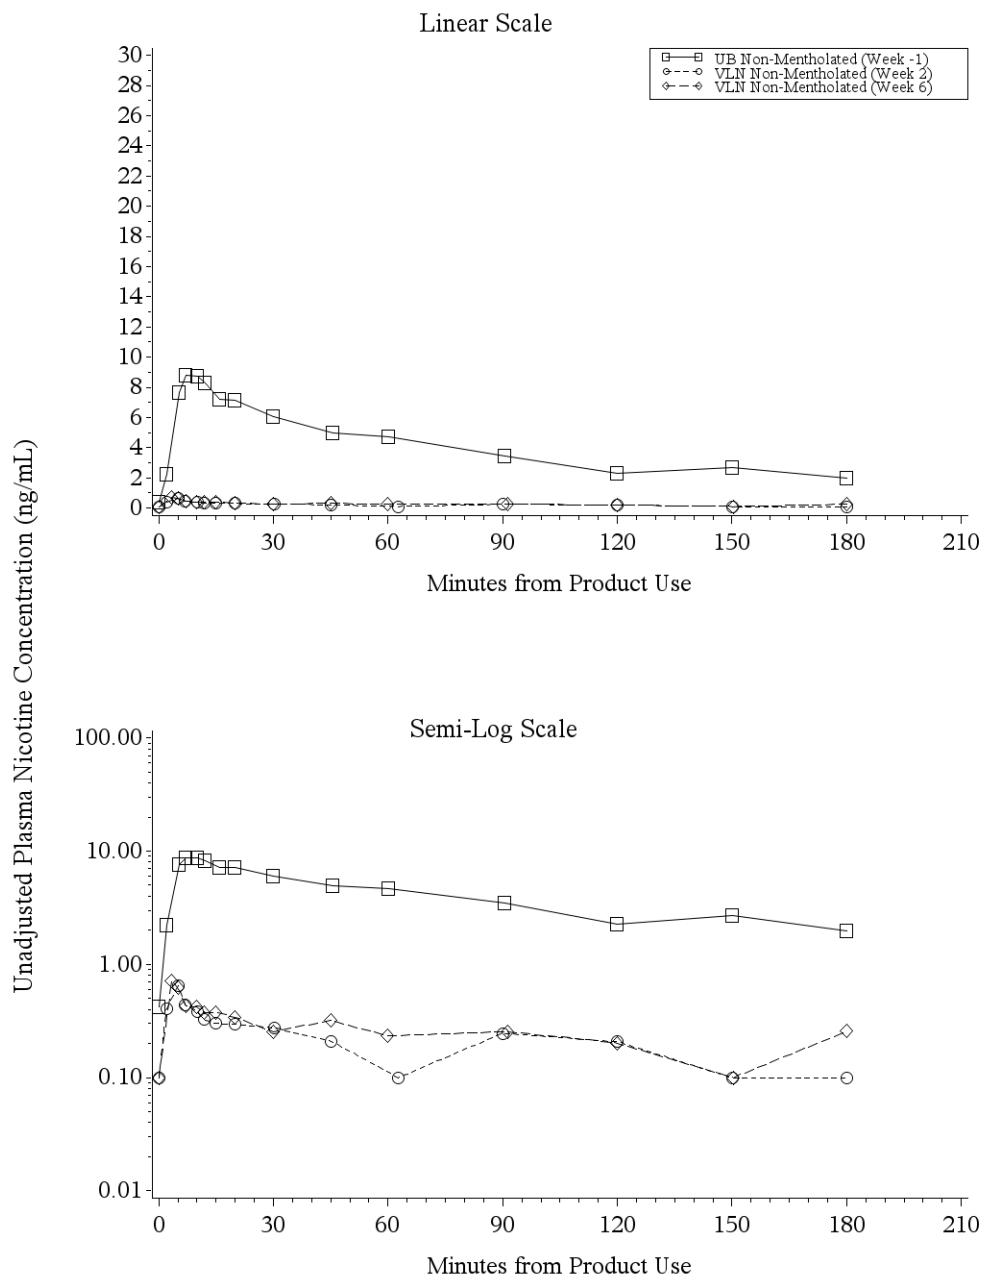 Linear Scale
30
28
26
24
22
20
18
16
14
12
10
8
6
4
2
0
UB Non-Mentholated (Week -1)
VLN Non-Mentholated (Week 2)
VLN Non-Mentholated (Week 6)
0 30 60 90 120 150 180 210
Minutes from Product Use
Unadjusted Plasma Nicotine Concentration (ng/mL)
Semi-Log Scale
100.00
10.00
1.00
0.10
0.01
0 30 60 90 120 150 180 210
Minutes from Product Use